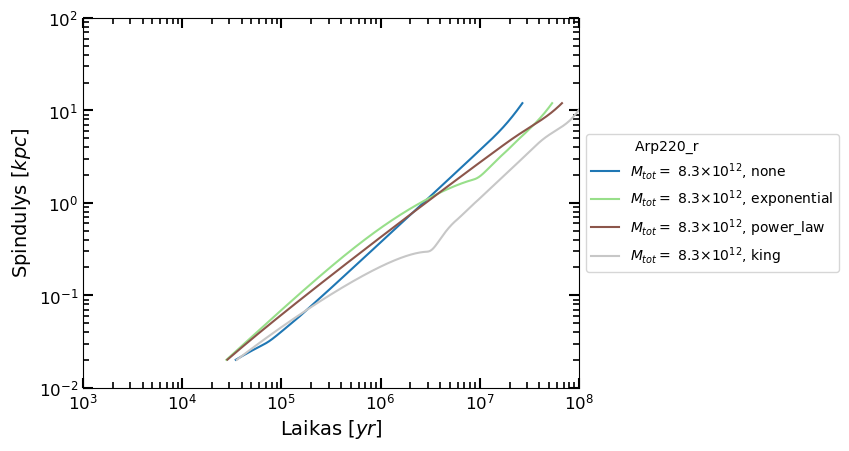 10²
10¹
10⁰
10⁻¹
10⁻²
Spindulys [kpc]
10³ 10⁴ 10⁵ 10⁶ 10⁷ 10⁸
Laikas [yr]
Arp220_r
M_tot = 8.3×10¹², none
M_tot = 8.3×10¹², exponential
M_tot = 8.3×10¹², power_law
M_tot = 8.3×10¹², king